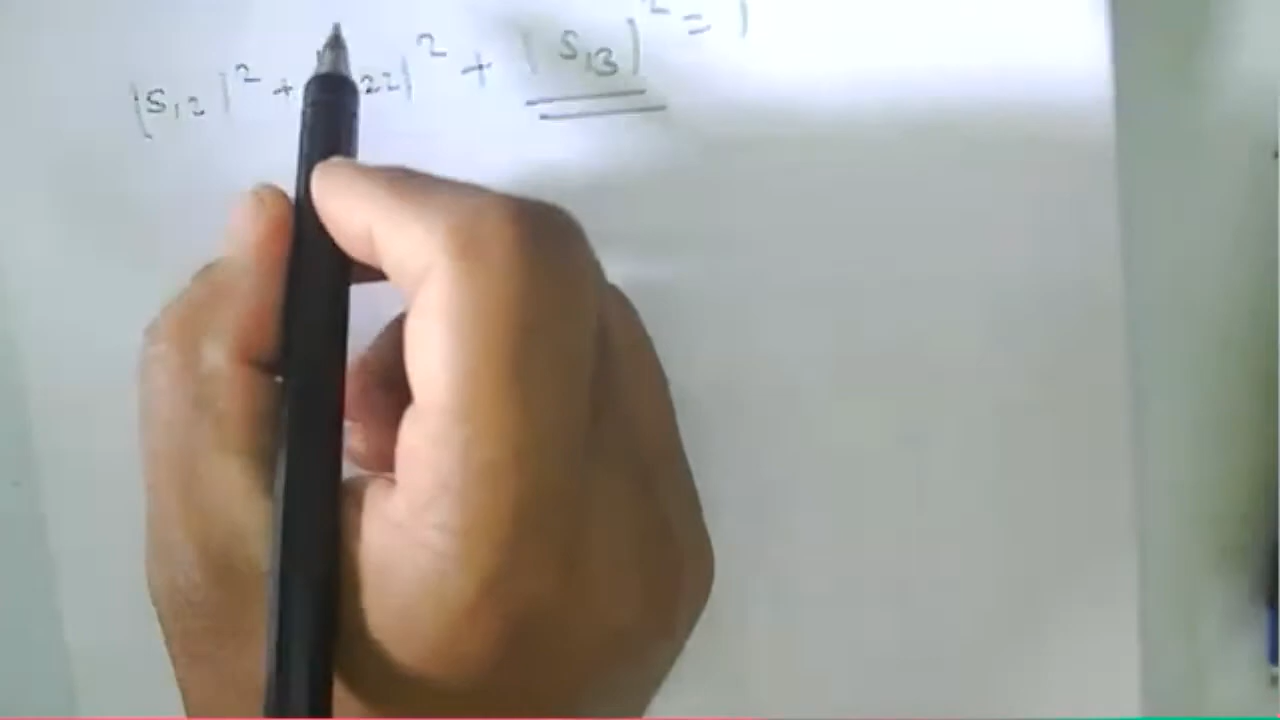 |S₁₂|² + 22|² + |S₁₃|² = 1